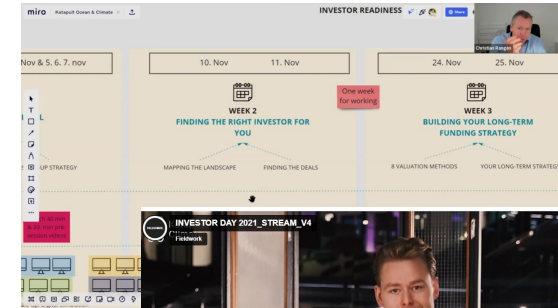 miro
Katapult Ocean & Climate
INVESTOR READINESS
Share
Christian Rangen
Nov & 5. 6. 7. nov
10. Nov
11. Nov
24. Nov
25. Nov
One week
for working
WEEK 2
FINDING THE RIGHT INVESTOR FOR
YOU
WEEK 3
BUILDING YOUR LONG-TERM
FUNDING STRATEGY
UP STRATEGY
MAPPING THE LANDSCAPE
FINDING THE DEALS
8 VALUATION METHODS
YOUR LONG-TERM STRATEG
INVESTOR DAY 2021_STREAM_V4
Fieldwork